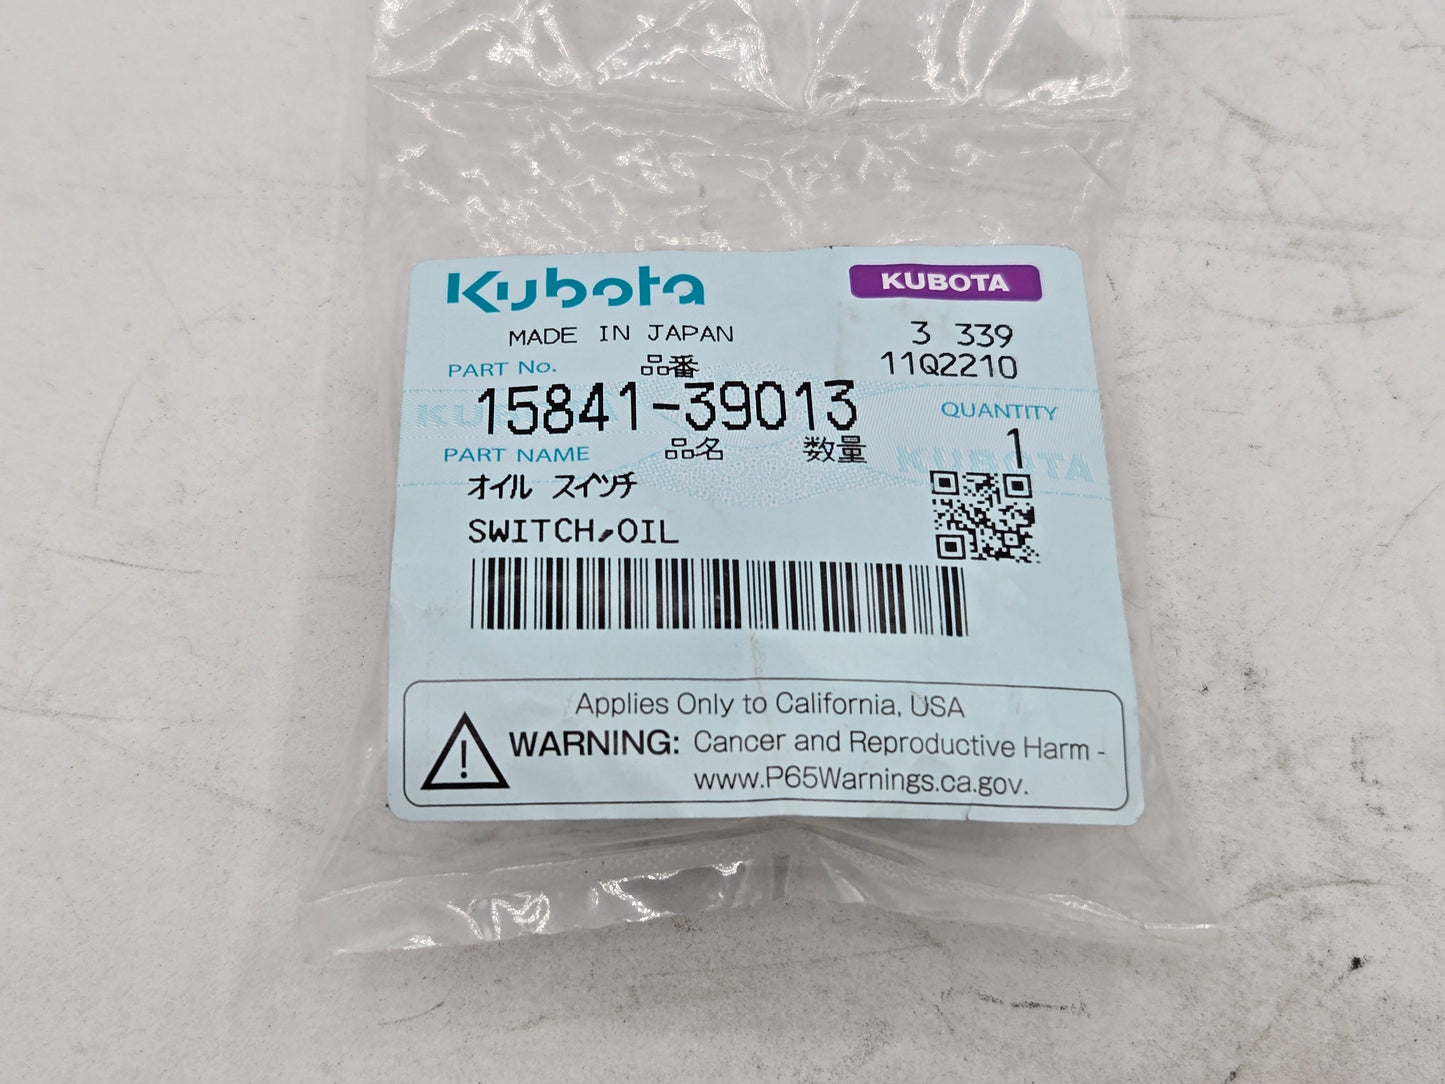 Kubota KUBOTA
MADE IN JAPAN 3 339
PART No. 品番 11Q2210
15841-39013
QUANTITY
PART NAME 品名 数量 1
KUBOTA
オイル スイッチ
SWITCH,OIL
Applies Only to California, USA
WARNING: Cancer and Reproductive Harm -
www.P65Warnings.ca.gov.